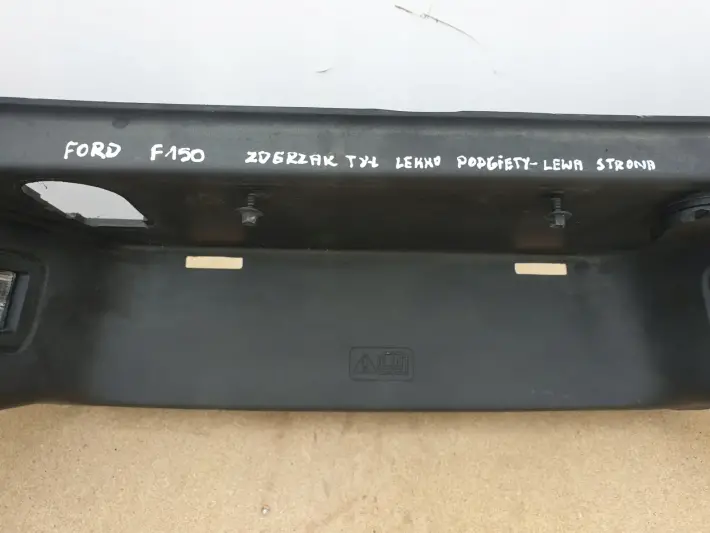 FORD F150 ZDERZAK TYŁ LEKKO PODGIĘTY-LEWA STRONA